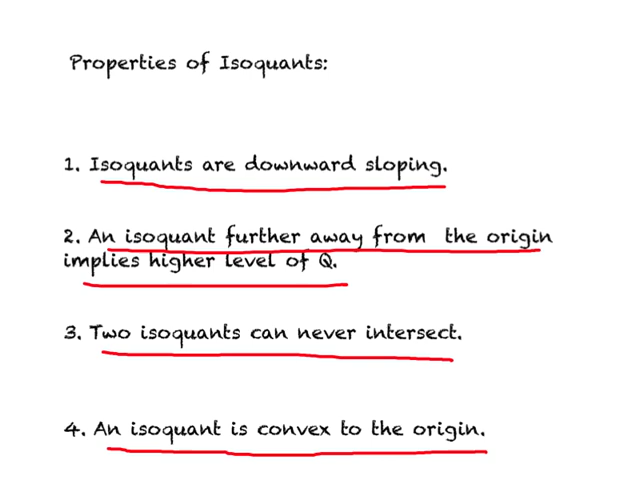 Properties of Isoquants:
1. Isoquants are downward sloping.
2. An isoquant further away from the origin
implies higher level of Q.
3. Two isoquants can never intersect.
4. An isoquant is convex to the origin.